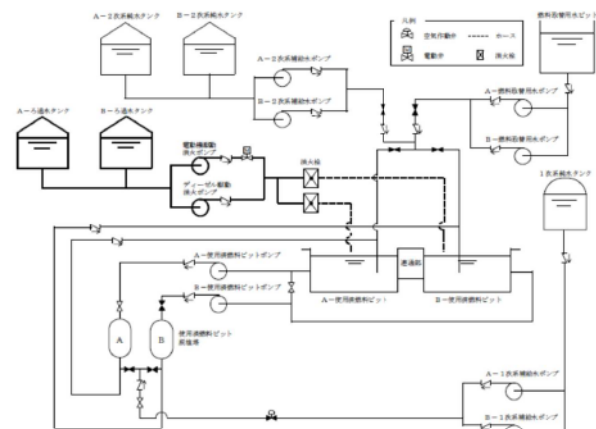 A-2次系純水タンク
B-2次系純水タンク
凡例
空気作動弁
ホース
電動弁
消火栓
燃料取替用水ピット
A-2次系補給水ポンプ
B-2次系補給水ポンプ
A-燃料取替用水ポンプ
B-燃料取替用水ポンプ
A-ろ過水タンク
B-ろ過水タンク
電動機駆動
消火ポンプ
消火栓
ディーゼル駆動
消火ポンプ
1次系純水タンク
A-使用済燃料ピットポンプ
B-使用済燃料ピットポンプ
連通部
A-使用済燃料ピット
B-使用済燃料ピット
A
B
使用済燃料ピット
脱塩塔
A-1次系補給水ポンプ
B-1次系補給水ポンプ